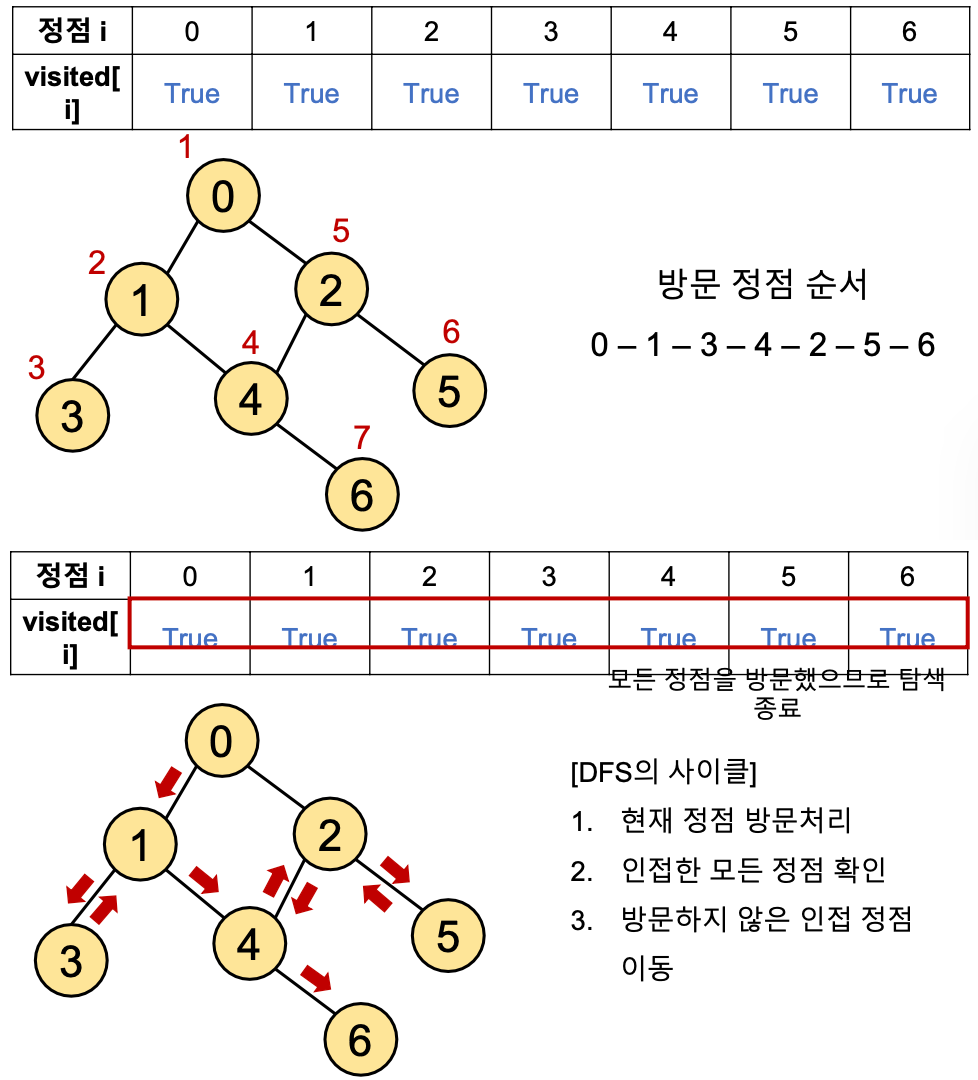 정점 i 0 1 2 3 4 5 6
visited[
i] True True True True True True True
1
0
5
2
1
2
방문 정점 순서
0 – 1 – 3 – 4 – 2 – 5 – 6
4
6
3
3
4
5
7
6
정점 i 0 1 2 3 4 5 6
visited[
i] True True True True True True True
모든 정점을 방문했으므로 탐색
종료
0
1
2
3
4
5
6
[DFS의 사이클]
1. 현재 정점 방문처리
2. 인접한 모든 정점 확인
3. 방문하지 않은 인접 정점
이동